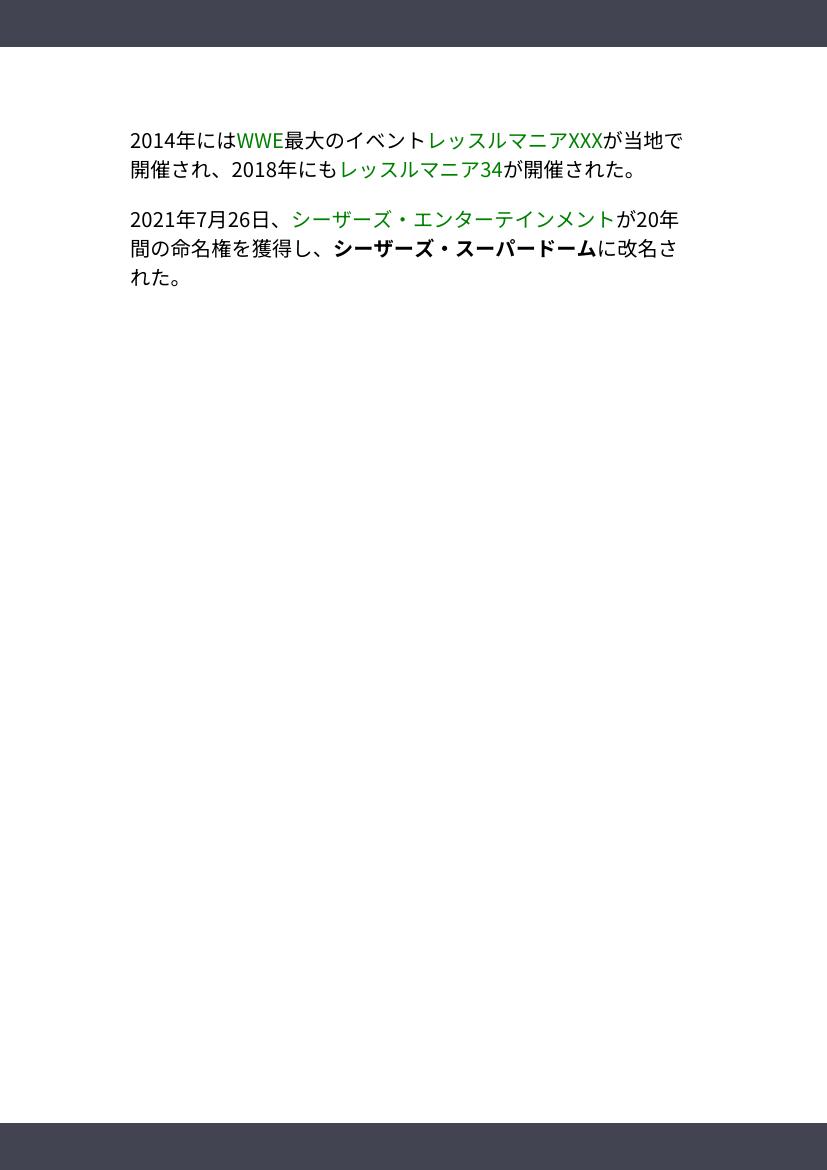 2014年にはWWE最大のイベントレッスルマニアXXXが当地で
開催され、2018年にもレッスルマニア34が開催された。
2021年7月26日、シーザーズ・エンターテインメントが20年
間の命名権を獲得し、シーザーズ・スーパードームに改名さ
れた。